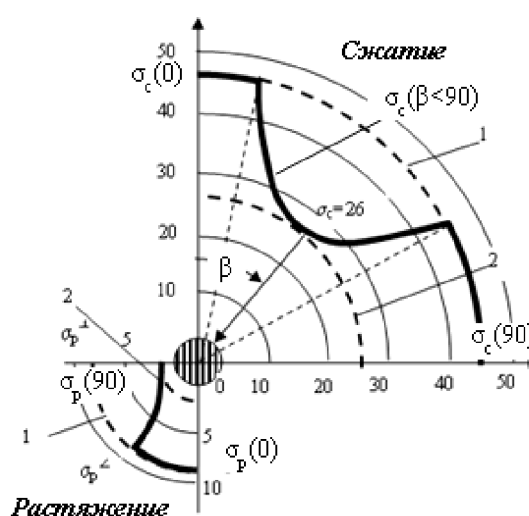 50
Сжатие
σc(0)
σc(β<90)
40
1
30
σc=26
20
β
2
10
2
σp⊥
5
σc(90)
σp(90)
0 10 20 30 40 50
1
5
σp(0)
σp∠
10
Растяжение